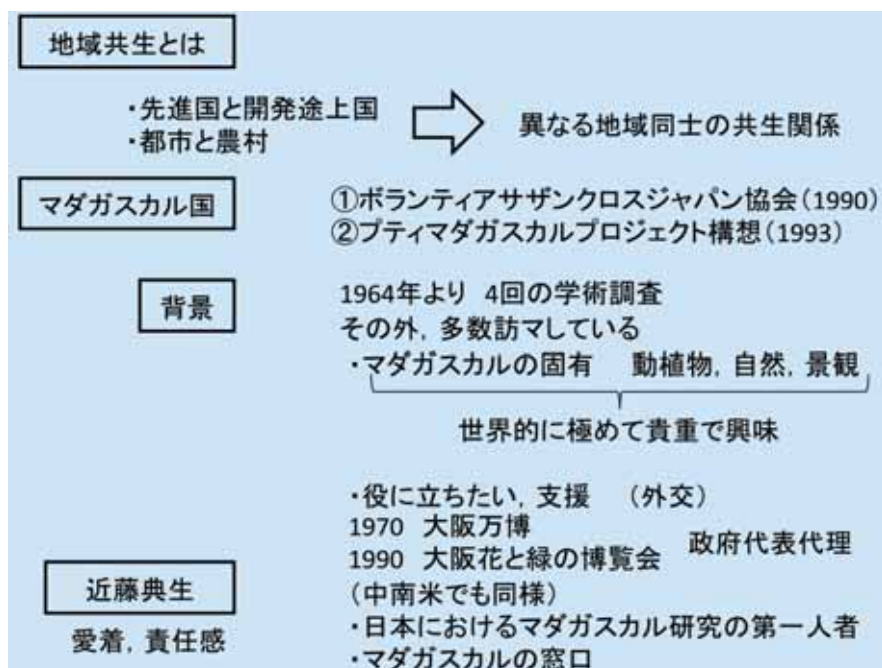 地域共生とは
・先進国と開発途上国
・都市と農村
異なる地域同士の共生関係
マダガスカル国
①ボランティアサザンクロスジャパン協会(1990)
②プティマダガスカルプロジェクト構想(1993)
背景
1964年より 4回の学術調査
その外，多数訪マしている
・マダガスカルの固有 動植物，自然，景観
世界的に極めて貴重で興味
・役に立ちたい，支援 （外交）
1970 大阪万博
1990 大阪花と緑の博覧会
政府代表代理
（中南米でも同様）
近藤典生
愛着，責任感
・日本におけるマダガスカル研究の第一人者
・マダガスカルの窓口